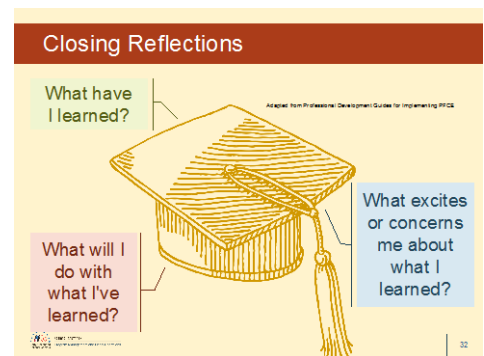 Closing Reflections
What have
I learned?
Adapted from Professional Development Guides for Implementing PFCE
What excites
or concerns
me about
what I
learned?
What will I
do with
what I've
learned?
32